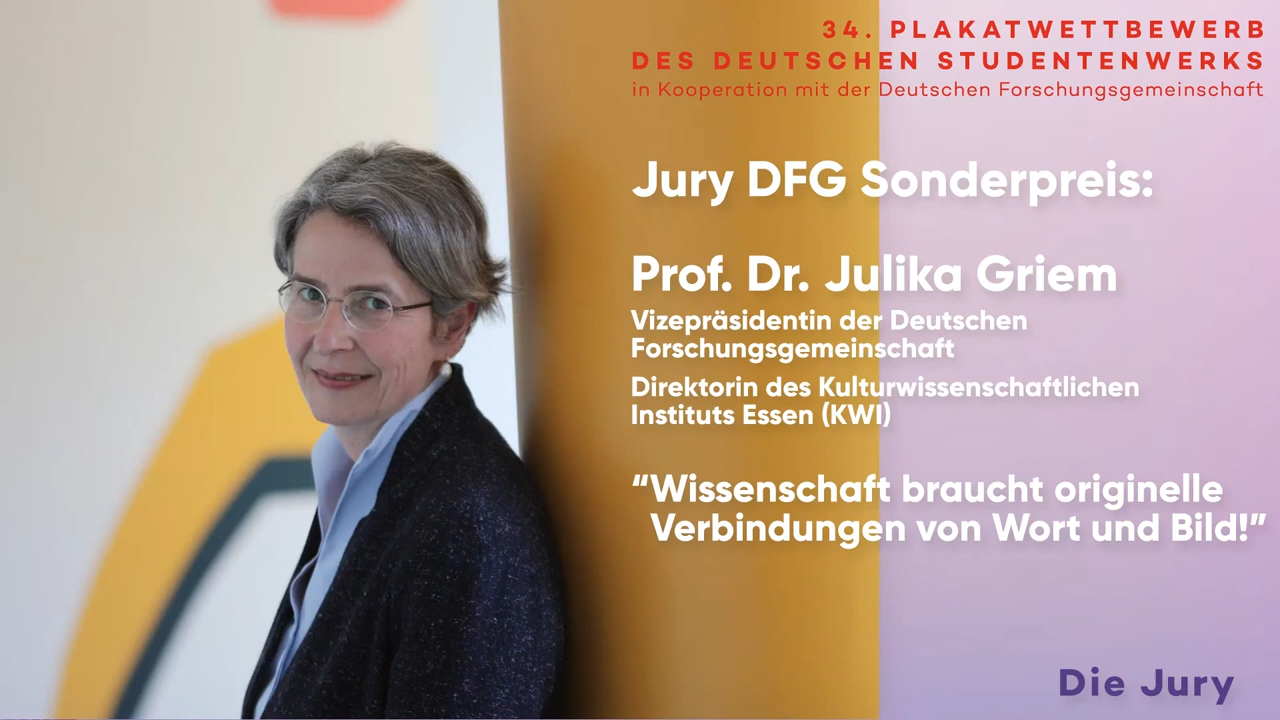 34. PLAKATWETTBEWERB
DES DEUTSCHEN STUDENTENWERKS
in Kooperation mit der Deutschen Forschungsgemeinschaft
Jury DFG Sonderpreis:
Prof. Dr. Julika Griem
Vizepräsidentin der Deutschen
Forschungsgemeinschaft
Direktorin des Kulturwissenschaftlichen
Instituts Essen (KWI)
“Wissenschaft braucht originelle
Verbindungen von Wort und Bild!”
Die Jury